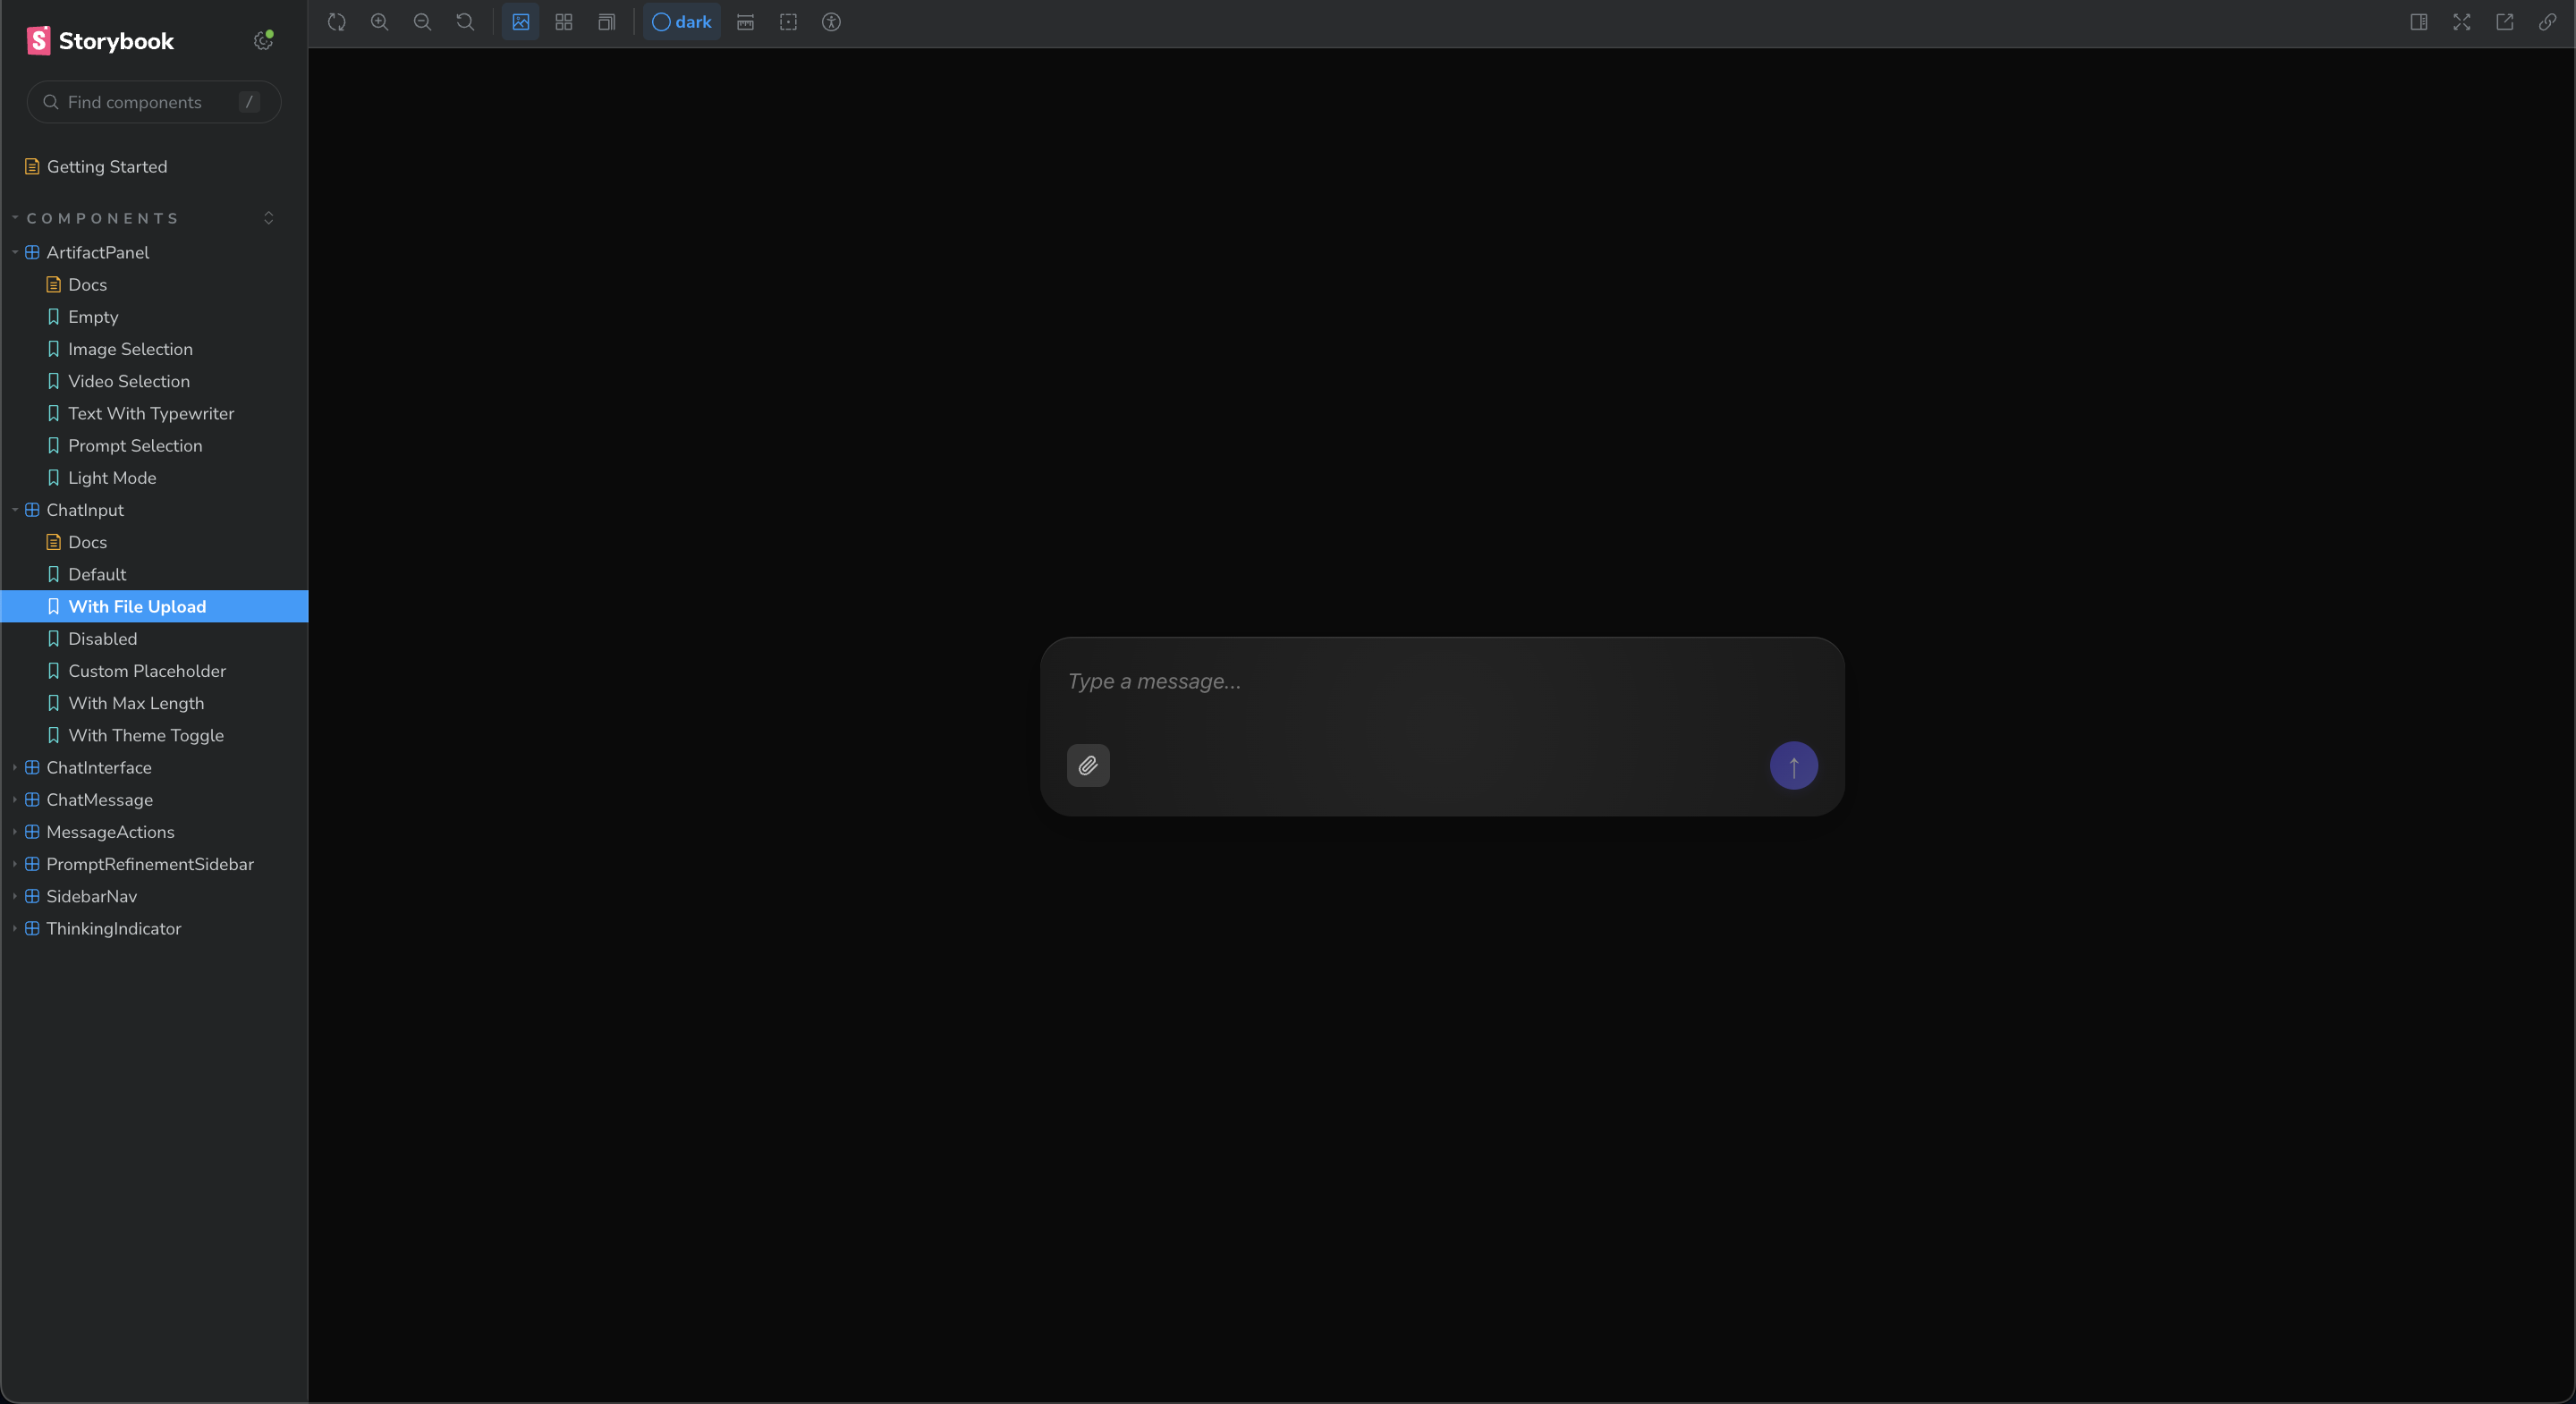 Storybook
Find components /
Getting Started
COMPONENTS
ArtifactPanel
Docs
Empty
Image Selection
Video Selection
Text With Typewriter
Prompt Selection
Light Mode
ChatInput
Docs
Default
With File Upload
Disabled
Custom Placeholder
With Max Length
With Theme Toggle
ChatInterface
ChatMessage
MessageActions
PromptRefinementSidebar
SidebarNav
ThinkingIndicator
dark
Type a message...